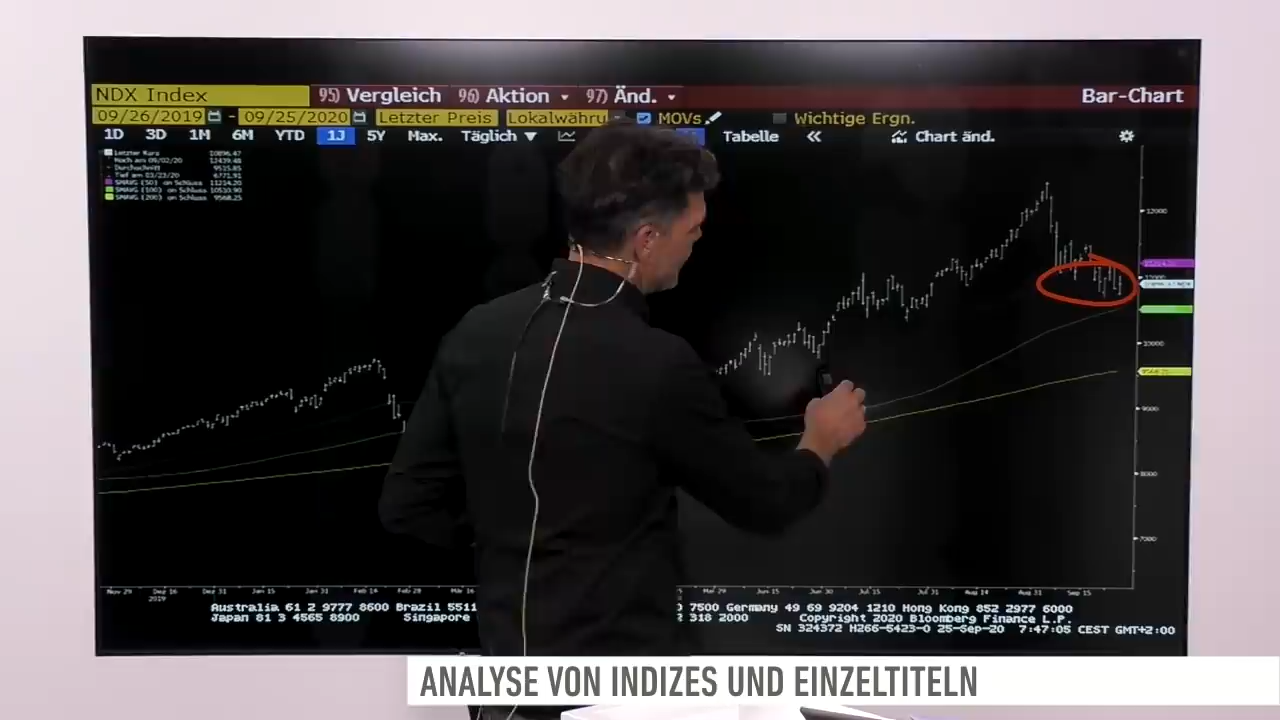 NDX Index 95) Vergleich 96) Aktion 97) Änd. Bar-Chart
09/26/2019 - 09/25/2020 Letzter Preis Lokalwähru MOVs Wichtige Ergn.
1D 3D 1M 6M YTD 1J 5Y Max. Täglich Tabelle « Chart änd.
Letzter Kurs 10896.47
Hoch am 09/02/20 12439.48
Durchschnitt 9515.85
Tief am 03/23/20 6771.91
SMAVG (50) on Schluss 11214.20
SMAVG (100) on Schluss 10510.90
SMAVG (200) on Schluss 9568.25
12000
10000
9000
8000
7000
Nov 29 Dez 16 Dez 31 Jan 15 Jan 31 Feb 14 Feb 28 Mär 16 Mai 29 Jun 15 Jun 30 Jul 15 Jul 31 Aug 14 Aug 31 Sep 15
2019
Australia 61 2 9777 8600 Brazil 5511 7500 Germany 49 69 9204 1210 Hong Kong 852 2977 6000
Japan 81 3 4565 8900 Singapore 2 318 2000 Copyright 2020 Bloomberg Finance L.P.
SN 324372 H266-5423-0 25-Sep-20 7:47:05 CEST GMT+2:00
ANALYSE VON INDIZES UND EINZELTITELN